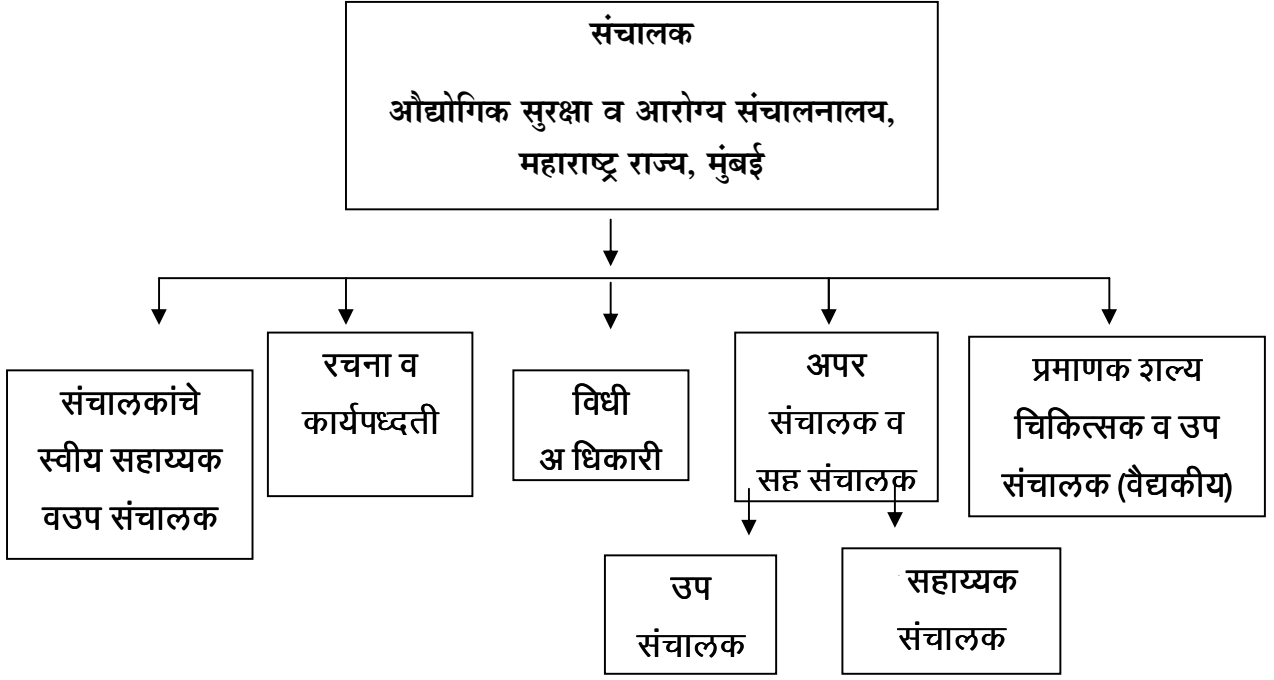 संचालक
औद्योगिक सुरक्षा व आरोग्य संचालनालय,
महाराष्ट्र राज्य, मुंबई
संचालकांचे
स्वीय सहाय्यक
वउप संचालक
रचना व
कार्यपध्दती
विधी
अ धिकारी
अपर
संचालक व
सह संचालक
प्रमाणक शल्य
चिकित्सक व उप
संचालक (वैद्यकीय)
उप
संचालक
सहाय्यक
संचालक